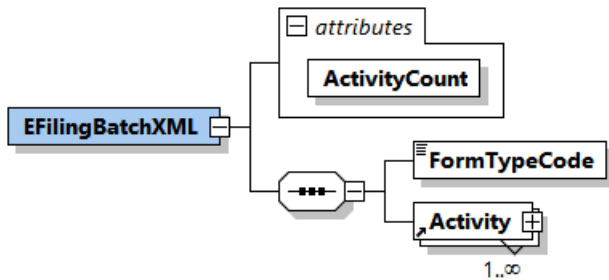 attributes
ActivityCount
EFilingBatchXML
FormTypeCode
Activity
1..∞